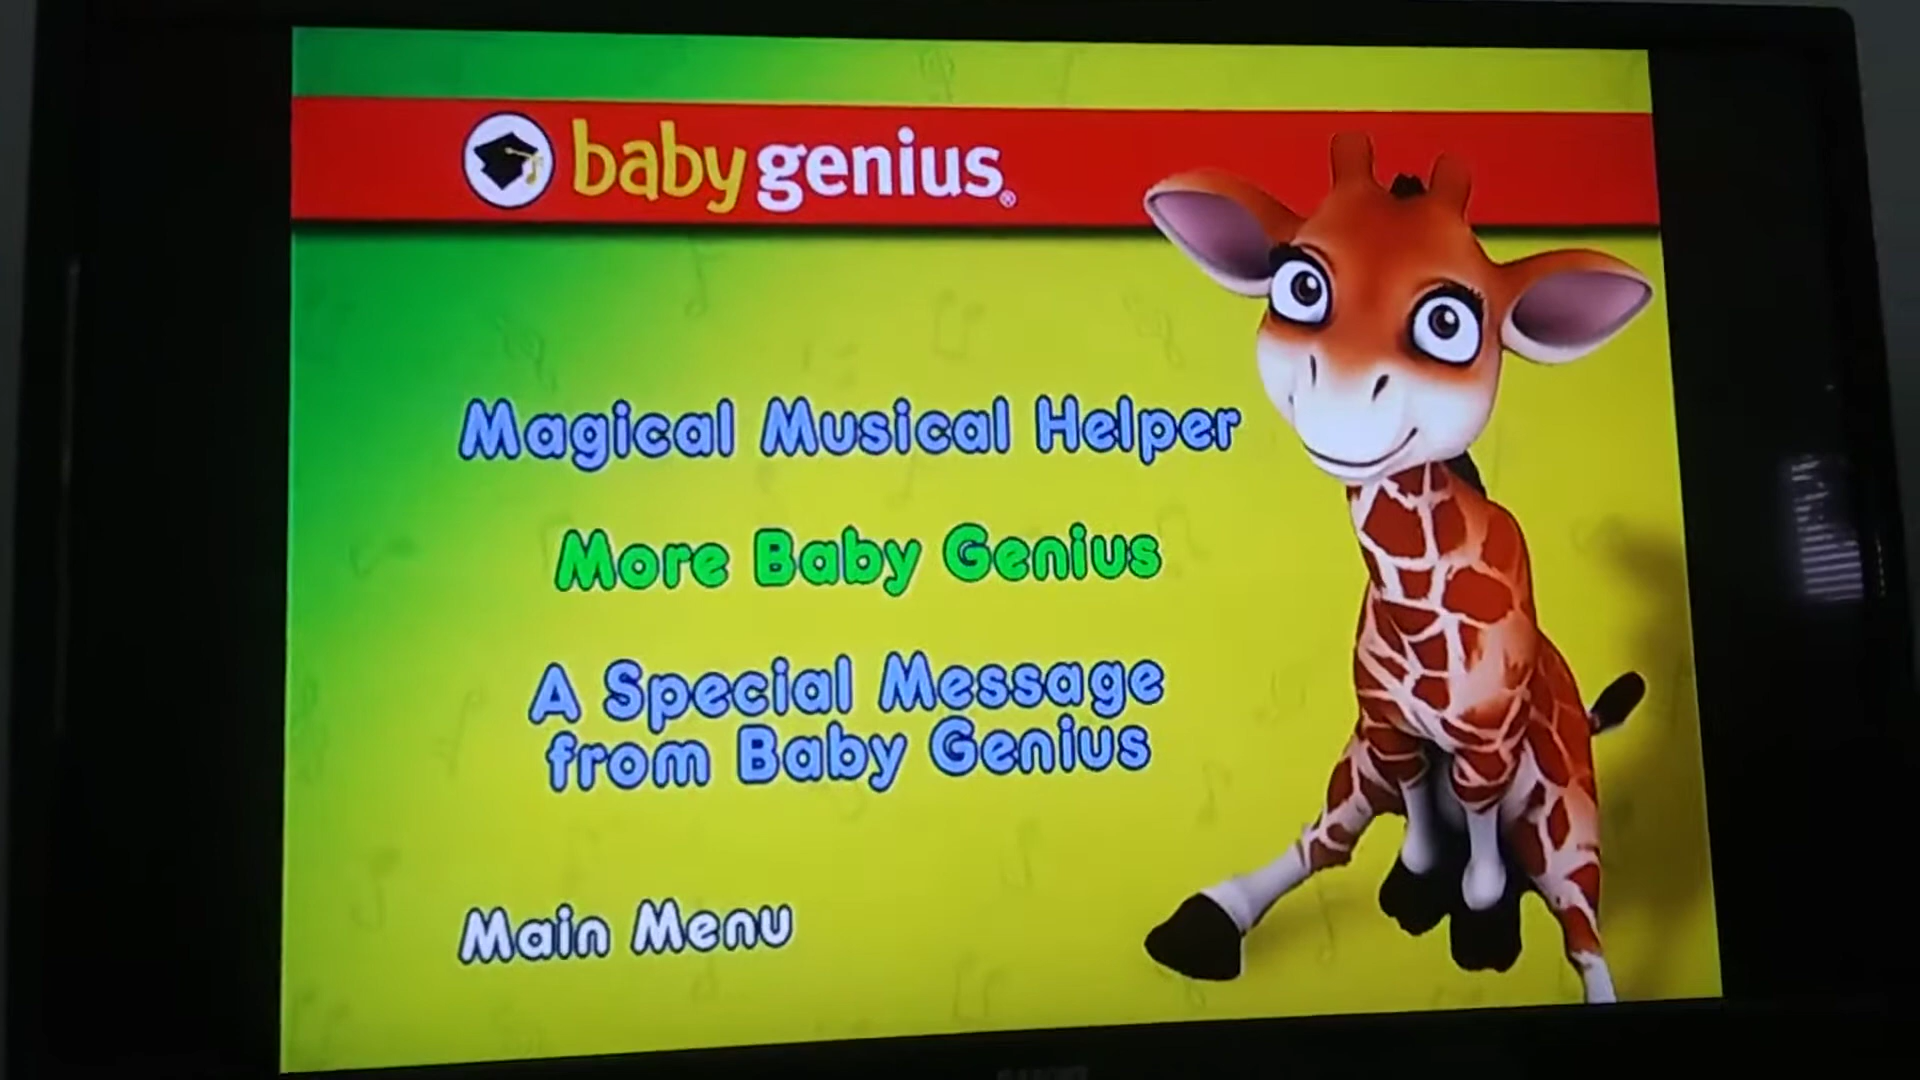 baby genius®
Magical Musical Helper
More Baby Genius
A Special Message
from Baby Genius
Main Menu